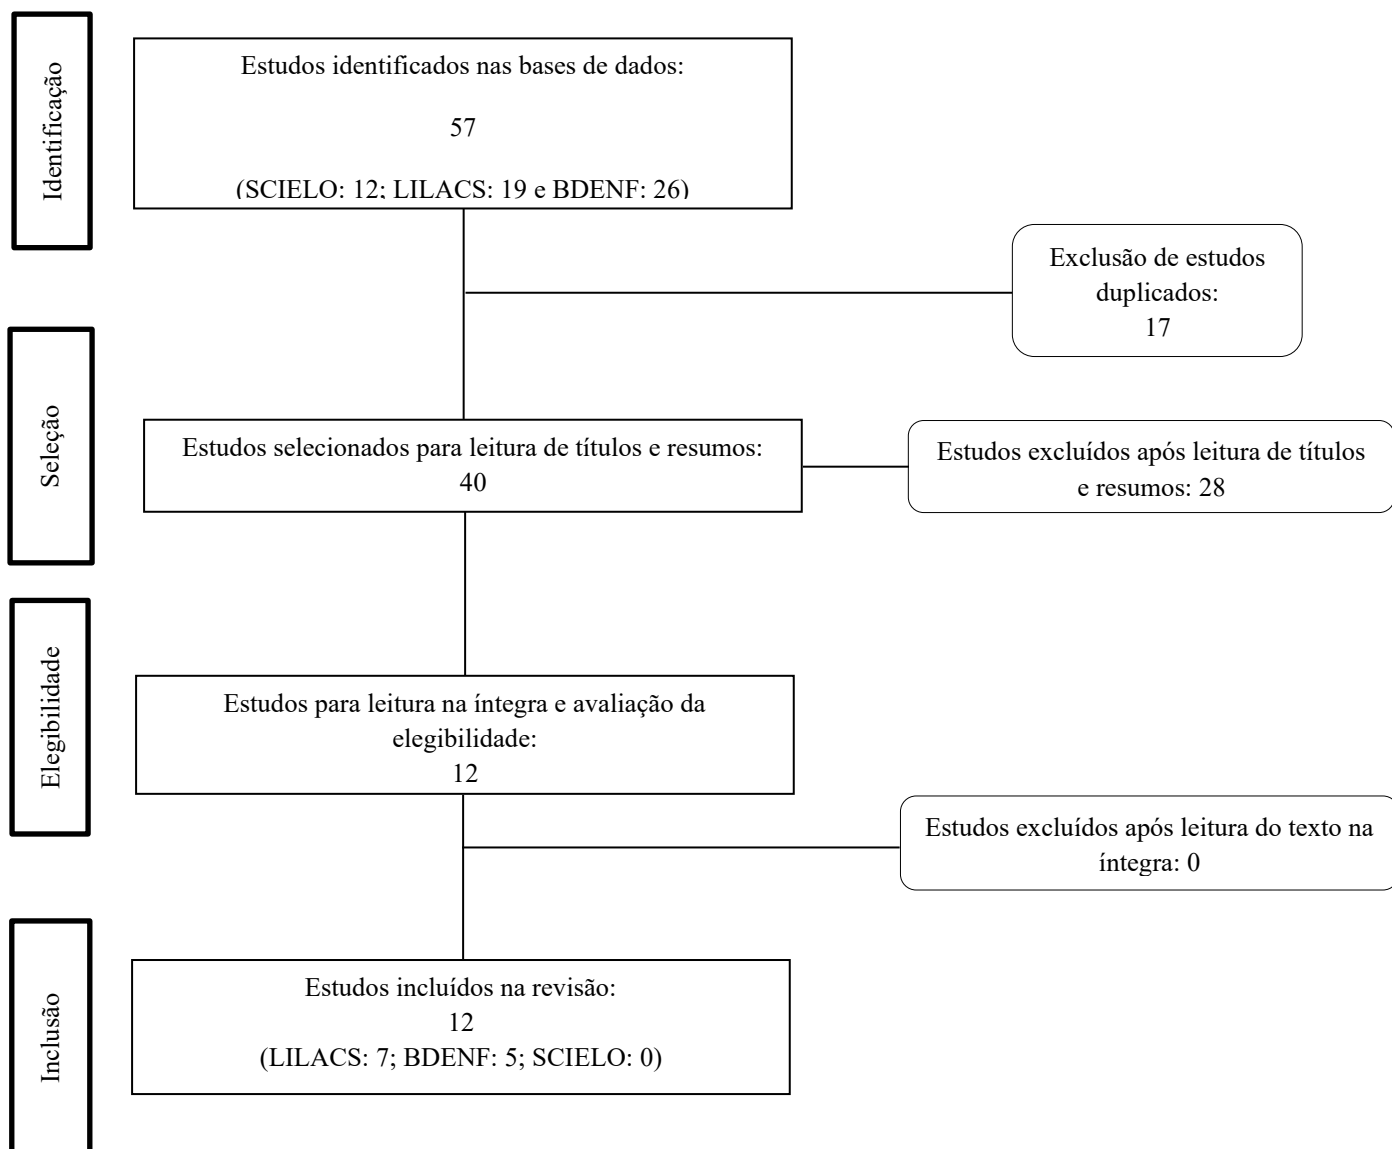 Identificação
Estudos identificados nas bases de dados:
57
(SCIELO: 12; LILACS: 19 e BDENF: 26)
Exclusão de estudos
duplicados:
17
Seleção
Estudos selecionados para leitura de títulos e resumos:
40
Estudos excluídos após leitura de títulos
e resumos: 28
Elegibilidade
Estudos para leitura na íntegra e avaliação da
elegibilidade:
12
Estudos excluídos após leitura do texto na
íntegra: 0
Inclusão
Estudos incluídos na revisão:
12
(LILACS: 7; BDENF: 5; SCIELO: 0)